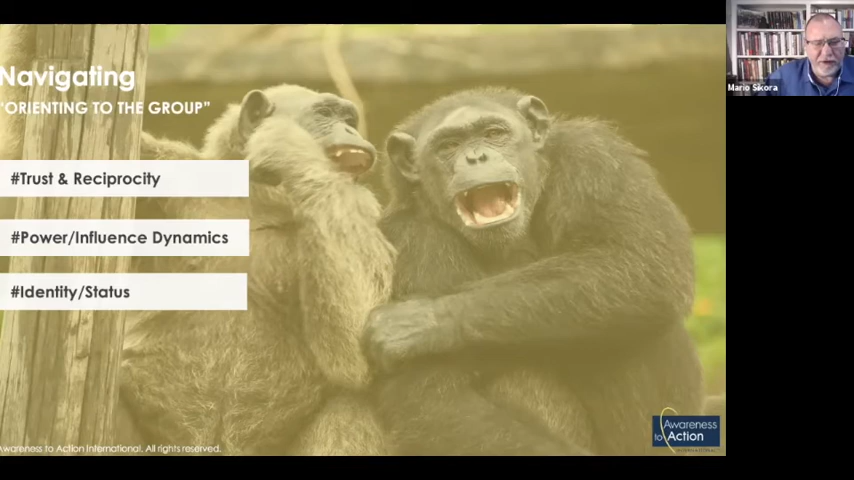 Navigating
"ORIENTING TO THE GROUP"
#Trust & Reciprocity
#Power/Influence Dynamics
#Identity/Status
Awareness to Action International, All rights reserved.
Awareness
to Action
Mario Sikora